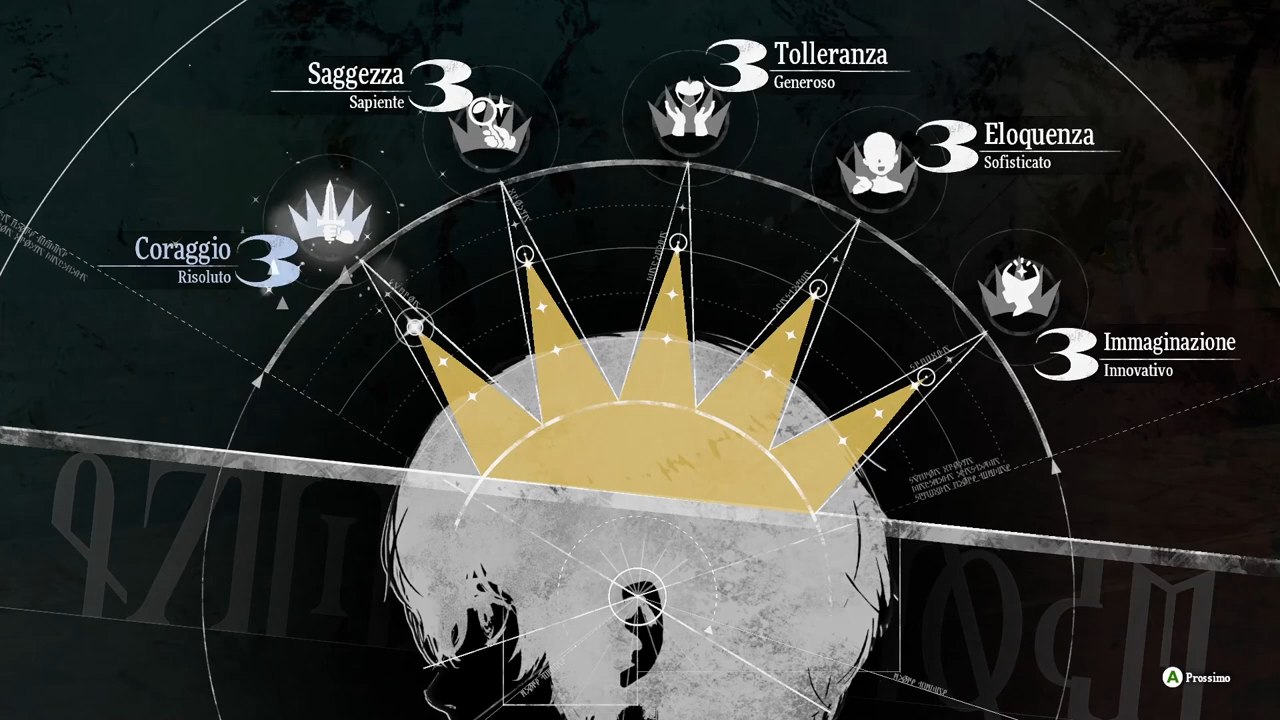 Saggezza
3
Sapiente
Tolleranza
3
Generoso
Eloquenza
3
Sofisticato
Coraggio
3
Risoluto
Immaginazione
3
Innovativo
A Prossimo